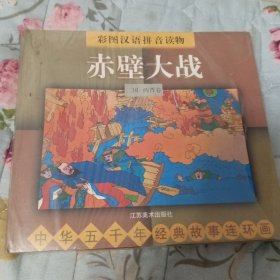 彩图汉语拼音读物
赤壁大战
三国·两晋卷
江苏美术出版社
中华五千年经典故事连环画